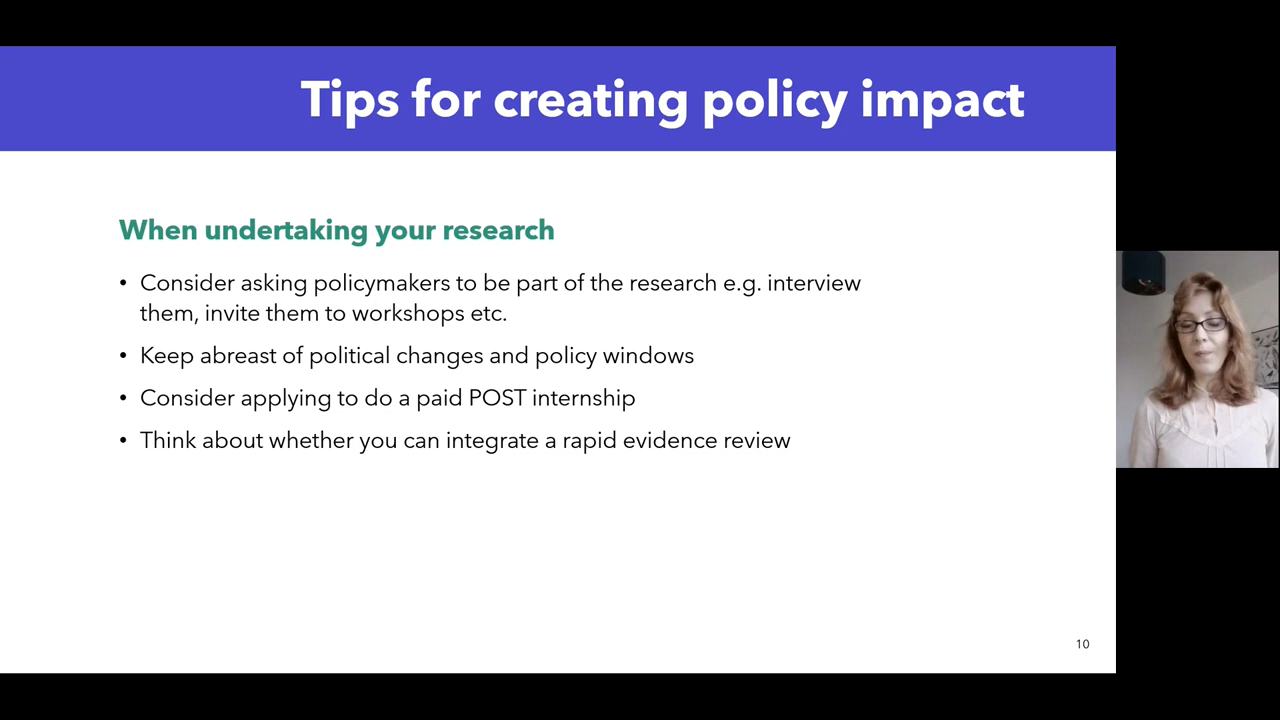 Tips for creating policy impact
When undertaking your research
• Consider asking policymakers to be part of the research e.g. interview
them, invite them to workshops etc.
• Keep abreast of political changes and policy windows
• Consider applying to do a paid POST internship
• Think about whether you can integrate a rapid evidence review
10